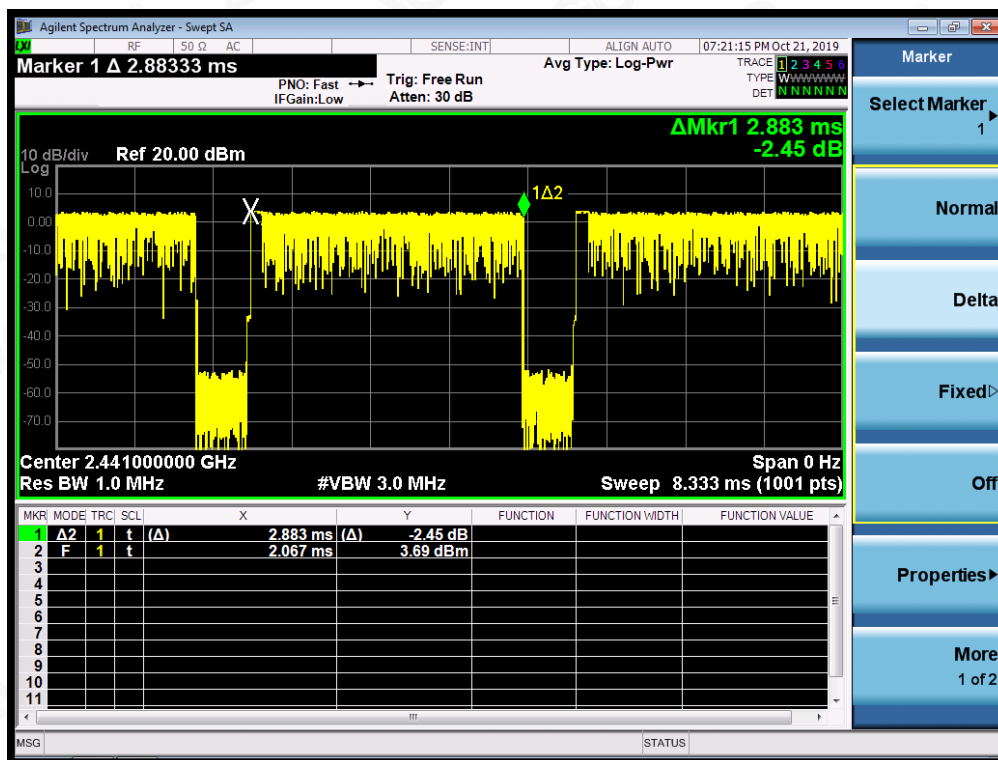 Agilent Spectrum Analyzer - Swept SA
LXI RF 50 Ω AC SENSE:INT ALIGN AUTO 07:21:15 PM Oct 21, 2019
Marker 1 Δ 2.88333 ms
PNO: Fast
IFGain:Low
Trig: Free Run
Atten: 30 dB
Avg Type: Log-Pwr
TRACE 1 2 3 4 5 6
TYPE W
DET N N N N N N
ΔMkr1 2.883 ms
-2.45 dB
10 dB/div Ref 20.00 dBm
Log
10.0
0.00
-10.0
-20.0
-30.0
-40.0
-50.0
-60.0
-70.0
X
1Δ2
Center 2.441000000 GHz Span 0 Hz
Res BW 1.0 MHz #VBW 3.0 MHz Sweep 8.333 ms (1001 pts)
MKR MODE TRC SCL X Y FUNCTION FUNCTION WIDTH FUNCTION VALUE
1 Δ2 1 t (Δ) 2.883 ms (Δ) -2.45 dB
2 F 1 t 2.067 ms 3.69 dBm
3
4
5
6
7
8
9
10
11
MSG STATUS
Marker
Select Marker
1
Normal
Delta
Fixed
Off
Properties
More
1 of 2